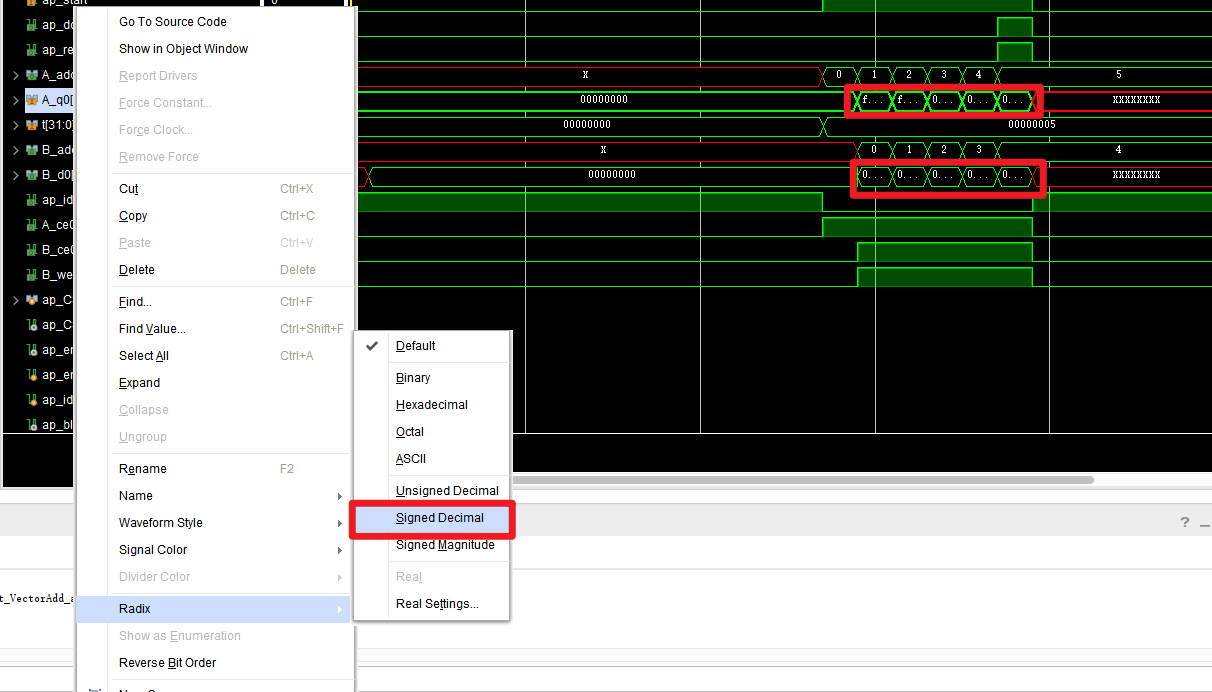 ap_start
0
Go To Source Code
Show in Object Window
Report Drivers
Force Constant...
Force Clock...
Remove Force
Cut Ctrl+X
Copy Ctrl+C
Paste Ctrl+V
Delete Delete
Find... Ctrl+F
Find Value... Ctrl+Shift+F
Select All Ctrl+A
Expand
Collapse
Ungroup
Rename F2
Name
Waveform Style
Signal Color
Divider Color
Radix
Show as Enumeration
Reverse Bit Order
ap_do
ap_re
A_add
A_q0[
t[31:0]
B_add
B_d0[
ap_id
A_ce0
B_ce0
B_we
ap_C
ap_C
ap_en
ap_en
ap_id
ap_bl
X 0 1 2 3 4 5
00000000 f... f... 0... 0... 0... XXXXXXXX
00000000 00000005
X 0 1 2 3 4
00000000 0... 0... 0... 0... 0... XXXXXXXX
Default
Binary
Hexadecimal
Octal
ASCII
Unsigned Decimal
Signed Decimal
Signed Magnitude
Real
Real Settings...
? _
t_VectorAdd_a